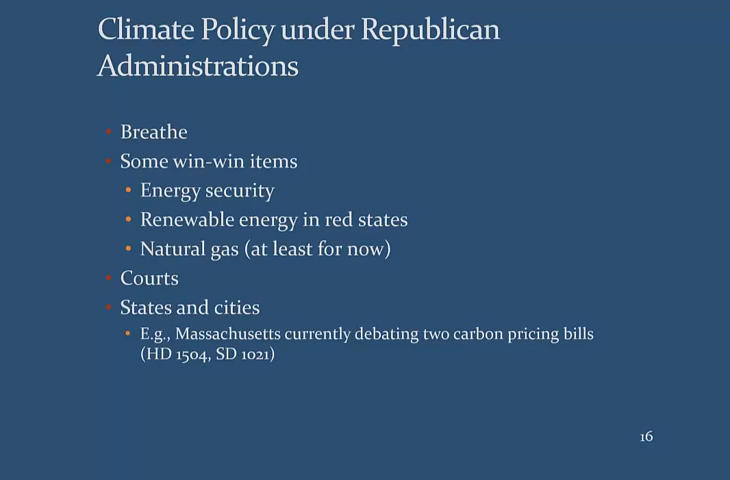 Climate Policy under Republican
Administrations
• Breathe
• Some win-win items
• Energy security
• Renewable energy in red states
• Natural gas (at least for now)
• Courts
• States and cities
• E.g., Massachusetts currently debating two carbon pricing bills
(HD 1504, SD 1021)
16